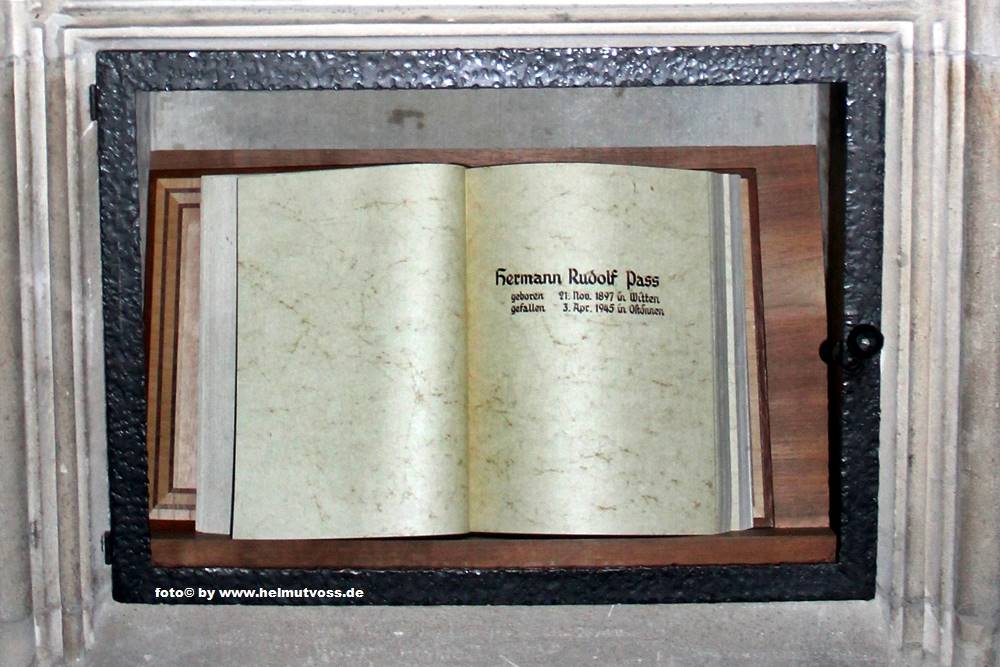 Hermann Rudolf Pass
geboren 21. Nov. 1897 in Witten
gefallen 3. Apr. 1945 in Ostönnen
foto© by www.helmutvoss.de